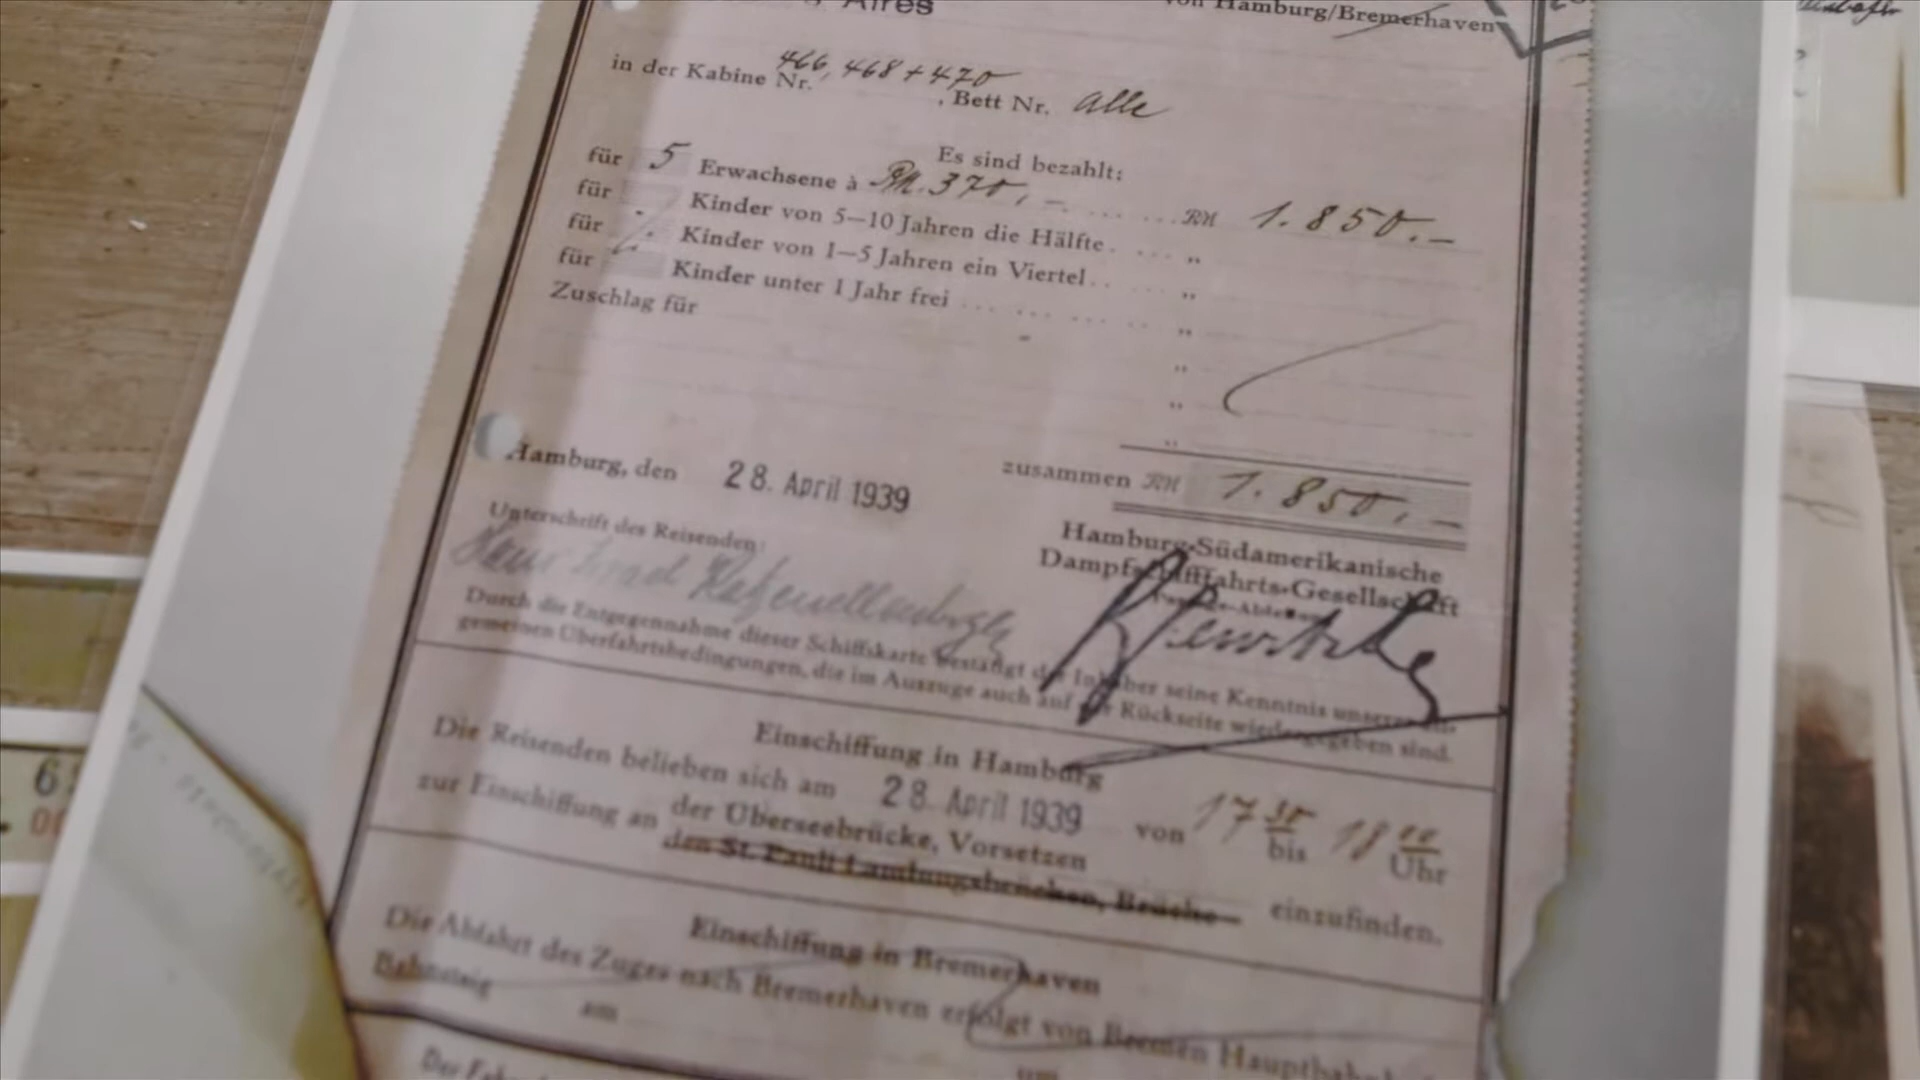 Aires
von Hamburg/Bremerhaven
in der Kabine Nr. 466, 468 + 470, Bett Nr. alle
Es sind bezahlt:
für 5 Erwachsene à RM. 370,- RM 1.850.-
für Kinder von 5–10 Jahren die Hälfte "
für Kinder von 1–5 Jahren ein Viertel "
für Kinder unter 1 Jahr frei "
Zuschlag für
"
"
"
zusammen RM 1.850.-
Hamburg, den 28. April 1939
Unterschrift des Reisenden:
Hamburg-Südamerikanische
Dampfschifffahrts-Gesellschaft
Durch die Entgegennahme dieser Schiffskarte bestätigt der Inhaber seine Kenntnis unserer
gemeinen Überfahrtsbedingungen, die im Auszuge auch auf der Rückseite wiedergegeben sind.
Einschiffung in Hamburg
Die Reisenden belieben sich am 28. April 1939 von 17 30 bis 18 00 Uhr
zur Einschiffung an der Überseebrücke, Vorsetzen
den St. Pauli Landungsbrücken, Brücke einzufinden.
Einschiffung in Bremerhaven
Die Abfahrt des Zuges nach Bremerhaven erfolgt von Bremen
Bahnsteig am um
Der